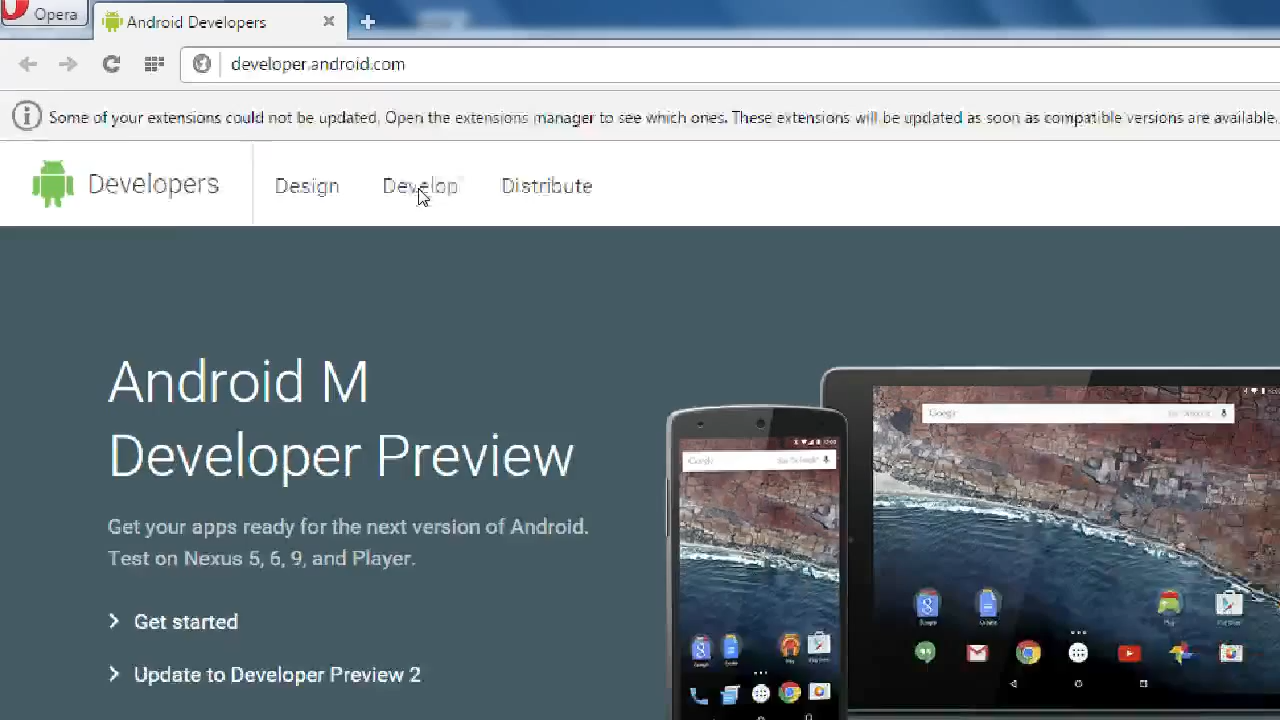 Opera
Android Developers
developer.android.com
Some of your extensions could not be updated. Open the extensions manager to see which ones. These extensions will be updated as soon as compatible versions are available.
Developers
Design
Develop
Distribute
Android M
Developer Preview
Get your apps ready for the next version of Android.
Test on Nexus 5, 6, 9, and Player.
Get started
Update to Developer Preview 2
Google
Google